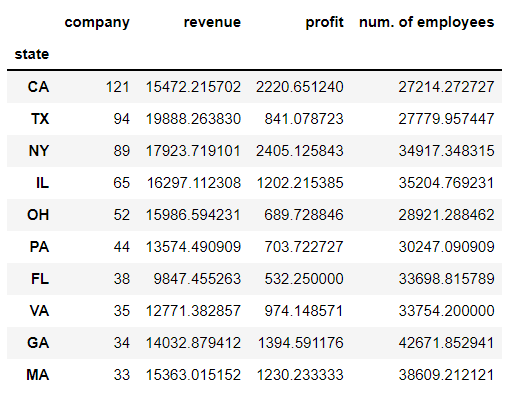 company revenue profit num. of employees
state
CA 121 15472.215702 2220.651240 27214.272727
TX 94 19888.263830 841.078723 27779.957447
NY 89 17923.719101 2405.125843 34917.348315
IL 65 16297.112308 1202.215385 35204.769231
OH 52 15986.594231 689.728846 28921.288462
PA 44 13574.490909 703.722727 30247.090909
FL 38 9847.455263 532.250000 33698.815789
VA 35 12771.382857 974.148571 33754.200000
GA 34 14032.879412 1394.591176 42671.852941
MA 33 15363.015152 1230.233333 38609.212121